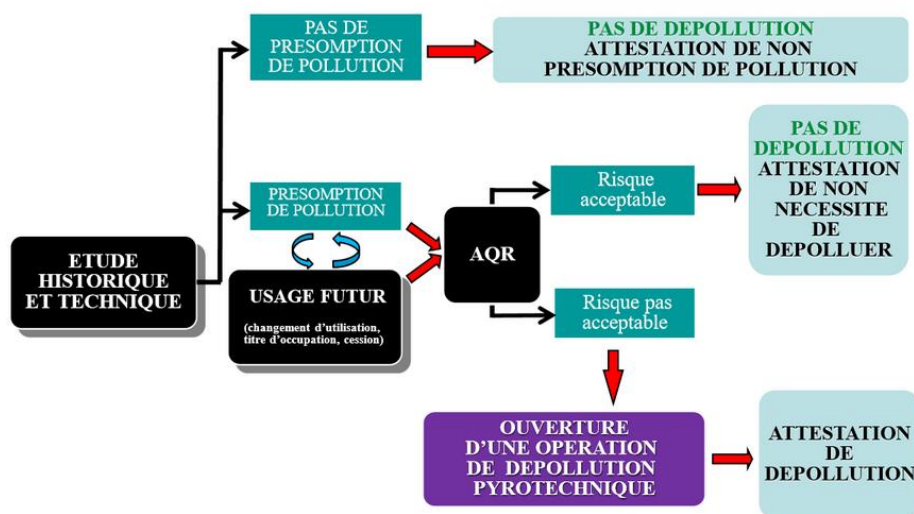 PAS DE
PRESOMPTION
DE POLLUTION
PAS DE DEPOLLUTION
ATTESTATION DE NON
PRESOMPTION DE POLLUTION
PRESOMPTION
DE POLLUTION
ETUDE
HISTORIQUE
ET TECHNIQUE
USAGE FUTUR
(changement d'utilisation,
titre d'occupation, cession)
AQR
Risque
acceptable
PAS DE
DEPOLLUTION
ATTESTATION
DE NON
NECESSITE
DE
DEPOLLUER
Risque pas
acceptable
OUVERTURE
D'UNE OPERATION
DE DEPOLLUTION
PYROTECHNIQUE
ATTESTATION
DE
DEPOLLUTION